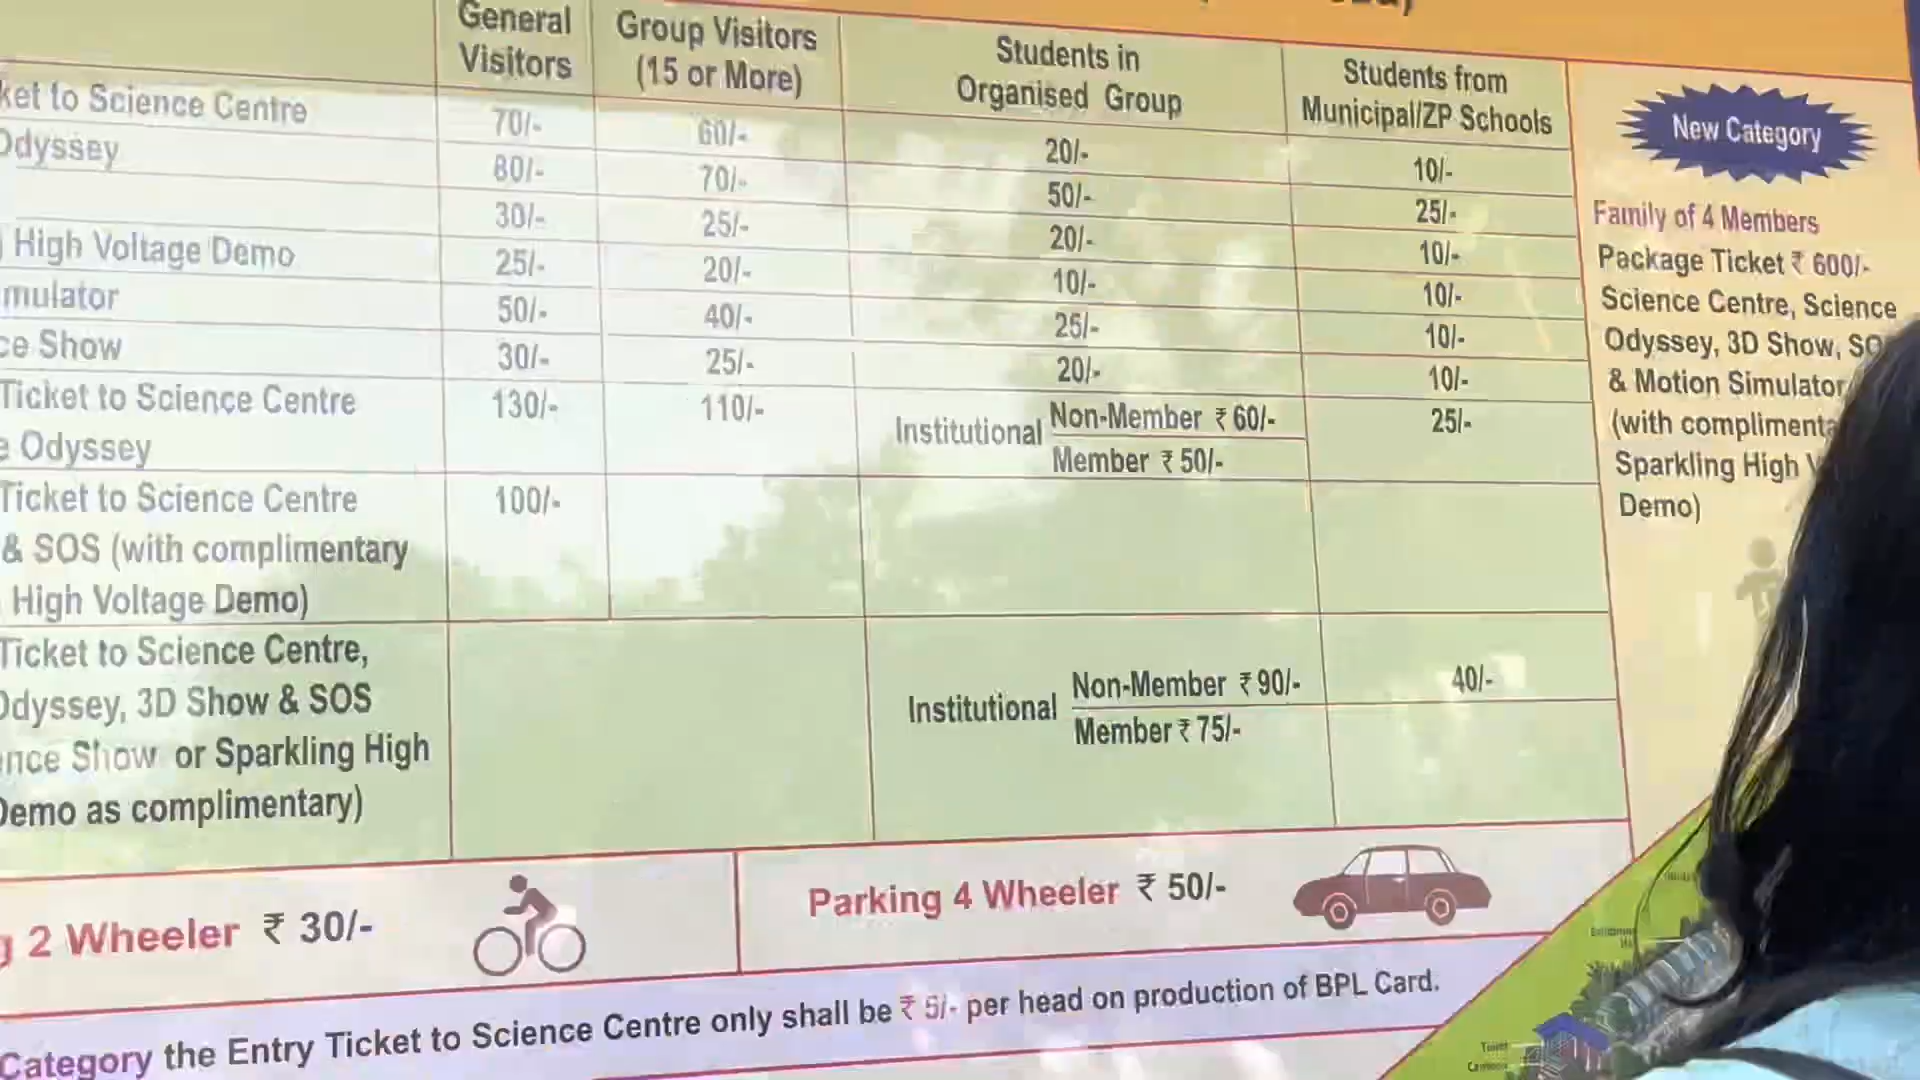 General
Visitors
Group Visitors
(15 or More)
Students in
Organised Group
Students from
Municipal/ZP Schools
ket to Science Centre
70/- 60/- 20/- 10/-
Odyssey
80/- 70/- 50/- 25/-
30/- 25/- 20/- 10/-
High Voltage Demo 25/- 20/- 10/- 10/-
mulator 50/- 40/- 25/- 10/-
ce Show 30/- 25/- 20/- 10/-
Ticket to Science Centre 130/- 110/- Institutional Non-Member ₹ 60/- 25/-
e Odyssey Member ₹ 50/-
Ticket to Science Centre 100/-
& SOS (with complimentary
High Voltage Demo)
Ticket to Science Centre,
Odyssey, 3D Show & SOS Institutional Non-Member ₹ 90/- 40/-
ence Show or Sparkling High Member ₹ 75/-
Demo as complimentary)
New Category
Family of 4 Members
Package Ticket ₹ 600/-
Science Centre, Science
Odyssey, 3D Show, SO
& Motion Simulator
(with complimenta
Sparkling High V
Demo)
g 2 Wheeler ₹ 30/-
Parking 4 Wheeler ₹ 50/-
Category the Entry Ticket to Science Centre only shall be ₹ 5/- per head on production of BPL Card.